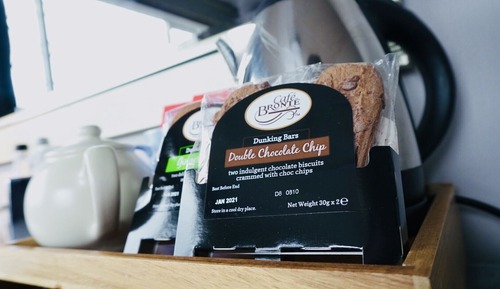 Café
BRONTË
Dunking Bars
Double Chocolate Chip
two indulgent chocolate biscuits
crammed with choc chips
Best Before End
D8 0810
JAN 2021
Net Weight 30g x 2 e
Store in a cool dry place.